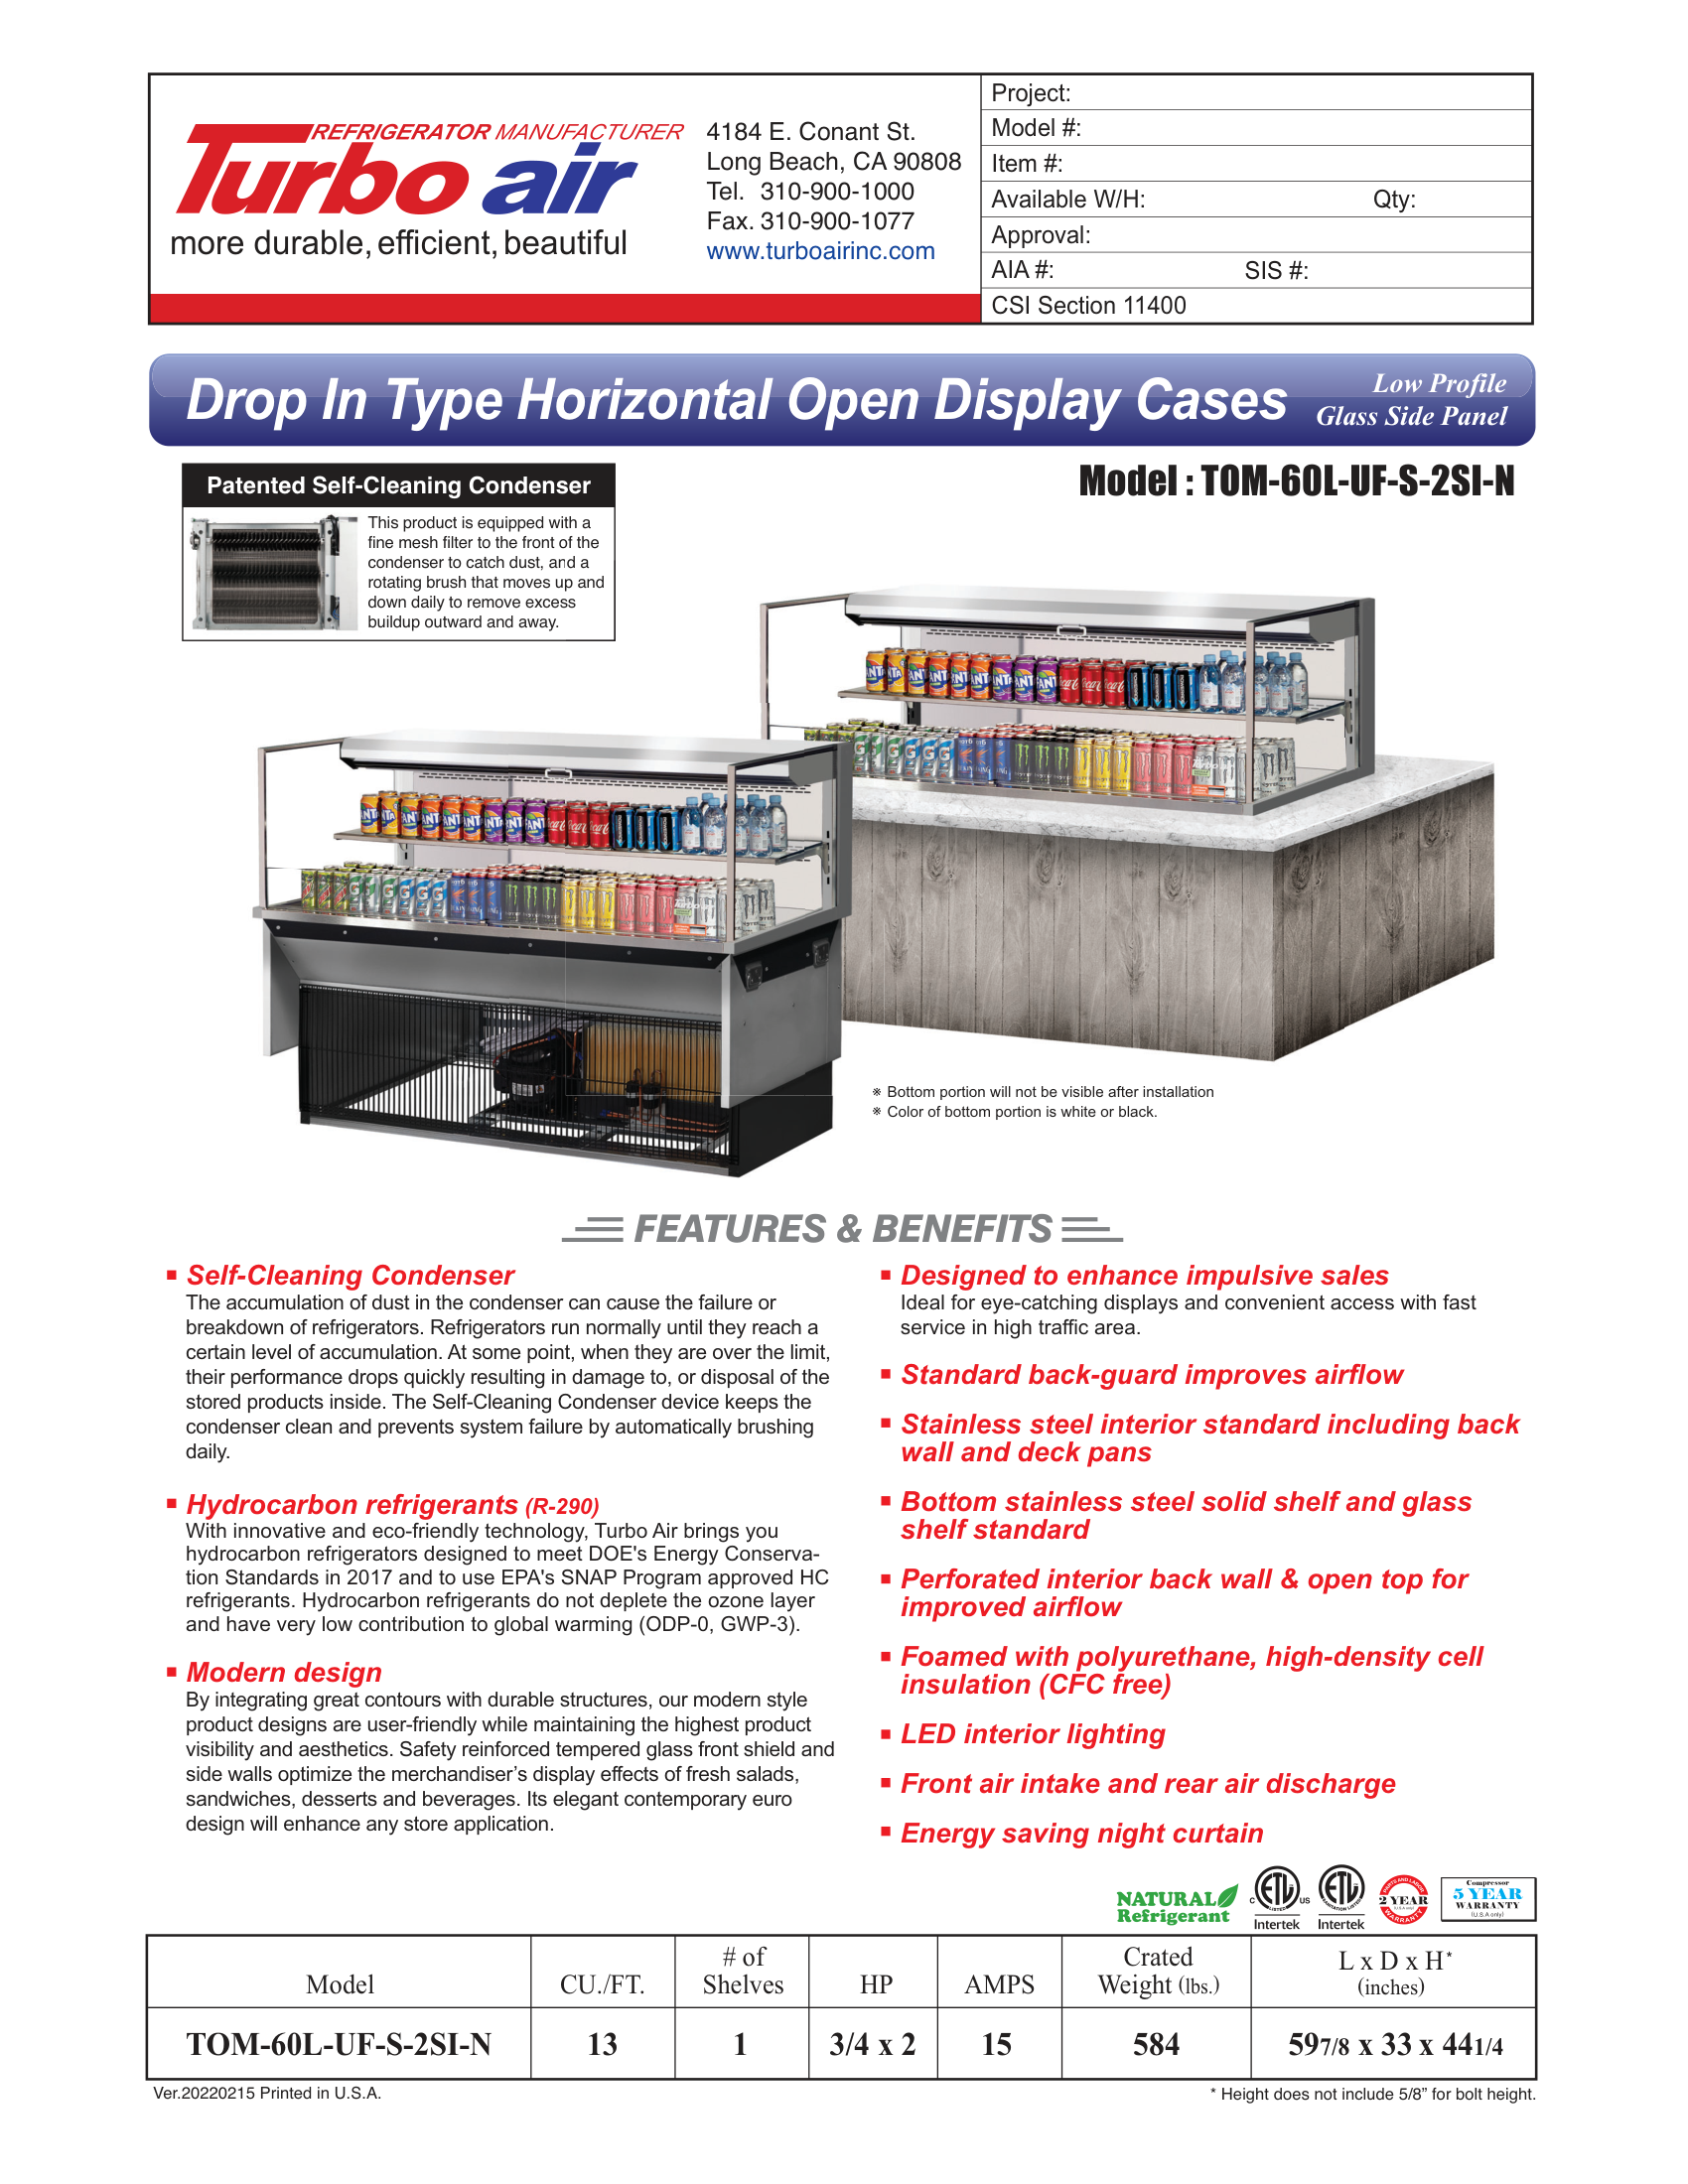 REFRIGERATOR MANUFACTURER
Turbo air
more durable, efficient, beautiful
4184 E. Conant St.
Long Beach, CA 90808
Tel. 310-900-1000
Fax. 310-900-1077
www.turboairinc.com
Project:
Model #:
Item #:
Available W/H: Qty:
Approval:
AIA #: SIS #:
CSI Section 11400
Drop In Type Horizontal Open Display Cases
Low Profile
Glass Side Panel
Model : TOM-60L-UF-S-2SI-N
Patented Self-Cleaning Condenser
This product is equipped with a
fine mesh filter to the front of the
condenser to catch dust, and a
rotating brush that moves up and
down daily to remove excess
buildup outward and away.
※ Bottom portion will not be visible after installation
※ Color of bottom portion is white or black.
FEATURES & BENEFITS
▪ Self-Cleaning Condenser
The accumulation of dust in the condenser can cause the failure or
breakdown of refrigerators. Refrigerators run normally until they reach a
certain level of accumulation. At some point, when they are over the limit,
their performance drops quickly resulting in damage to, or disposal of the
stored products inside. The Self-Cleaning Condenser device keeps the
condenser clean and prevents system failure by automatically brushing
daily.
▪ Hydrocarbon refrigerants (R-290)
With innovative and eco-friendly technology, Turbo Air brings you
hydrocarbon refrigerators designed to meet DOE's Energy Conserva-
tion Standards in 2017 and to use EPA's SNAP Program approved HC
refrigerants. Hydrocarbon refrigerants do not deplete the ozone layer
and have very low contribution to global warming (ODP-0, GWP-3).
▪ Modern design
By integrating great contours with durable structures, our modern style
product designs are user-friendly while maintaining the highest product
visibility and aesthetics. Safety reinforced tempered glass front shield and
side walls optimize the merchandiser's display effects of fresh salads,
sandwiches, desserts and beverages. Its elegant contemporary euro
design will enhance any store application.
▪ Designed to enhance impulsive sales
Ideal for eye-catching displays and convenient access with fast
service in high traffic area.
▪ Standard back-guard improves airflow
▪ Stainless steel interior standard including back
wall and deck pans
▪ Bottom stainless steel solid shelf and glass
shelf standard
▪ Perforated interior back wall & open top for
improved airflow
▪ Foamed with polyurethane, high-density cell
insulation (CFC free)
▪ LED interior lighting
▪ Front air intake and rear air discharge
▪ Energy saving night curtain
NATURAL
Refrigerant
C ETL US
LISTED
Intertek
ETL
SANITATION LISTED
Intertek
PARTS AND LABOR
2 YEAR
(U.S.A only)
WARRANTY
Compressor
5 YEAR
WARRANTY
(U.S.A only)
Model CU./FT. # of Shelves HP AMPS Crated Weight (lbs.) L x D x H* (inches)
TOM-60L-UF-S-2SI-N 13 1 3/4 x 2 15 584 597/8 x 33 x 441/4
Ver.20220215 Printed in U.S.A.
* Height does not include 5/8” for bolt height.